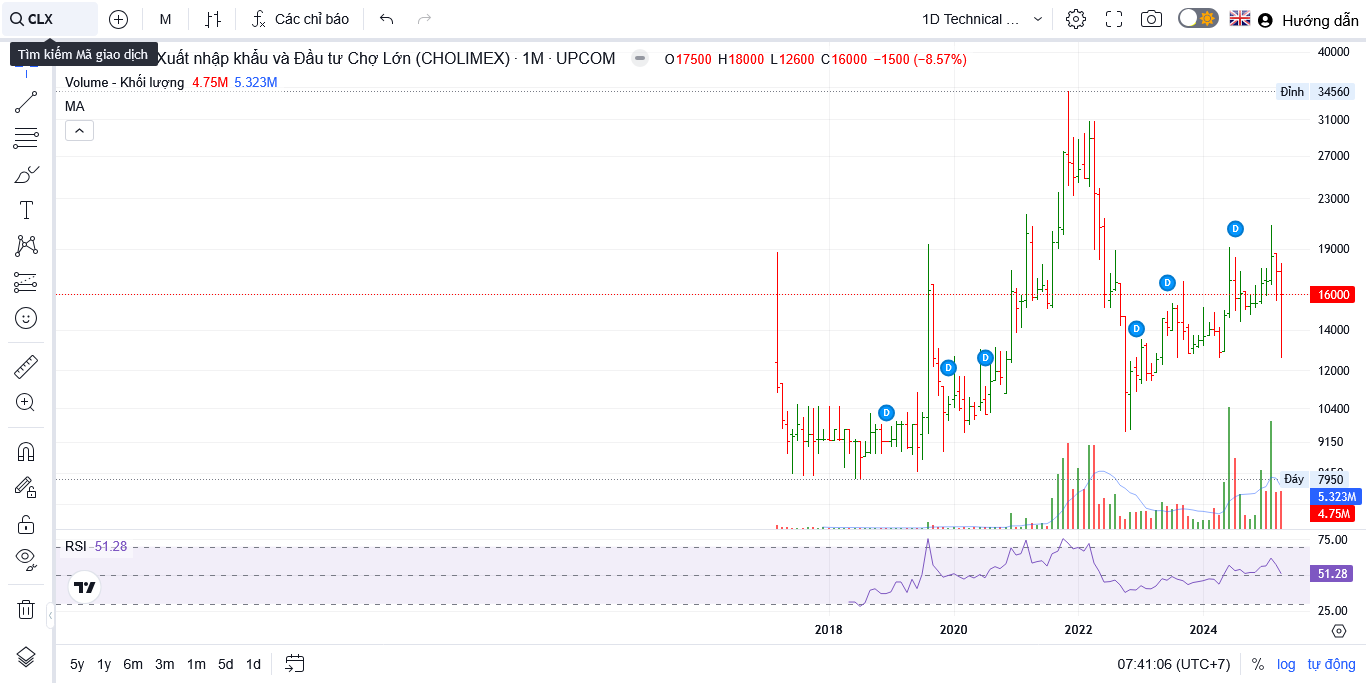 CLX
M
Các chỉ báo
1D Technical ...
Hướng dẫn
Tìm kiếm Mã giao dịch
Xuất nhập khẩu và Đầu tư Chợ Lớn (CHOLIMEX) · 1M · UPCOM
O17500 H18000 L12600 C16000 −1500 (−8.57%)
Volume - Khối lượng 4.75M 5.323M
MA
40000
Đỉnh 34560
31000
27000
23000
19000
16000
14000
12000
10400
9150
Đáy 7950
5.323M
4.75M
D
D
D
D
D
D
RSI 51.28
75.00
51.28
25.00
2018 2020 2022 2024
5y 1y 6m 3m 1m 5d 1d
07:41:06 (UTC+7) % log tự động